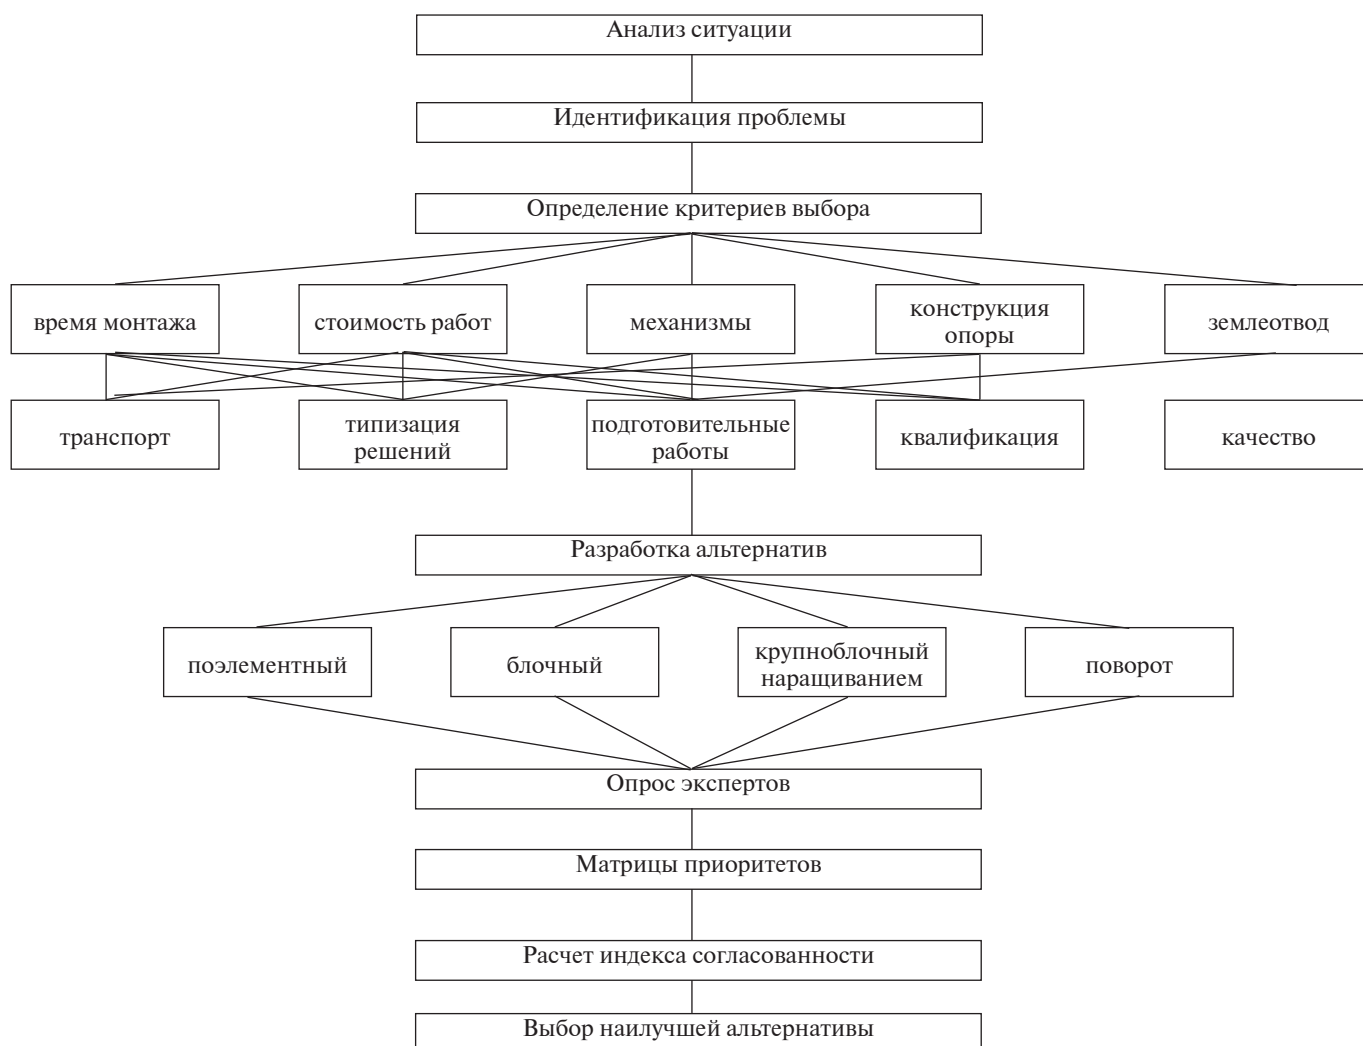 Анализ ситуации
Идентификация проблемы
Определение критериев выбора
время монтажа
стоимость работ
механизмы
конструкция
опоры
землеотвод
транспорт
типизация
решений
подготовительные
работы
квалификация
качество
Разработка альтернатив
поэлементный
блочный
крупноблочный
наращиванием
поворот
Опрос экспертов
Матрицы приоритетов
Расчет индекса согласованности
Выбор наилучшей альтернативы